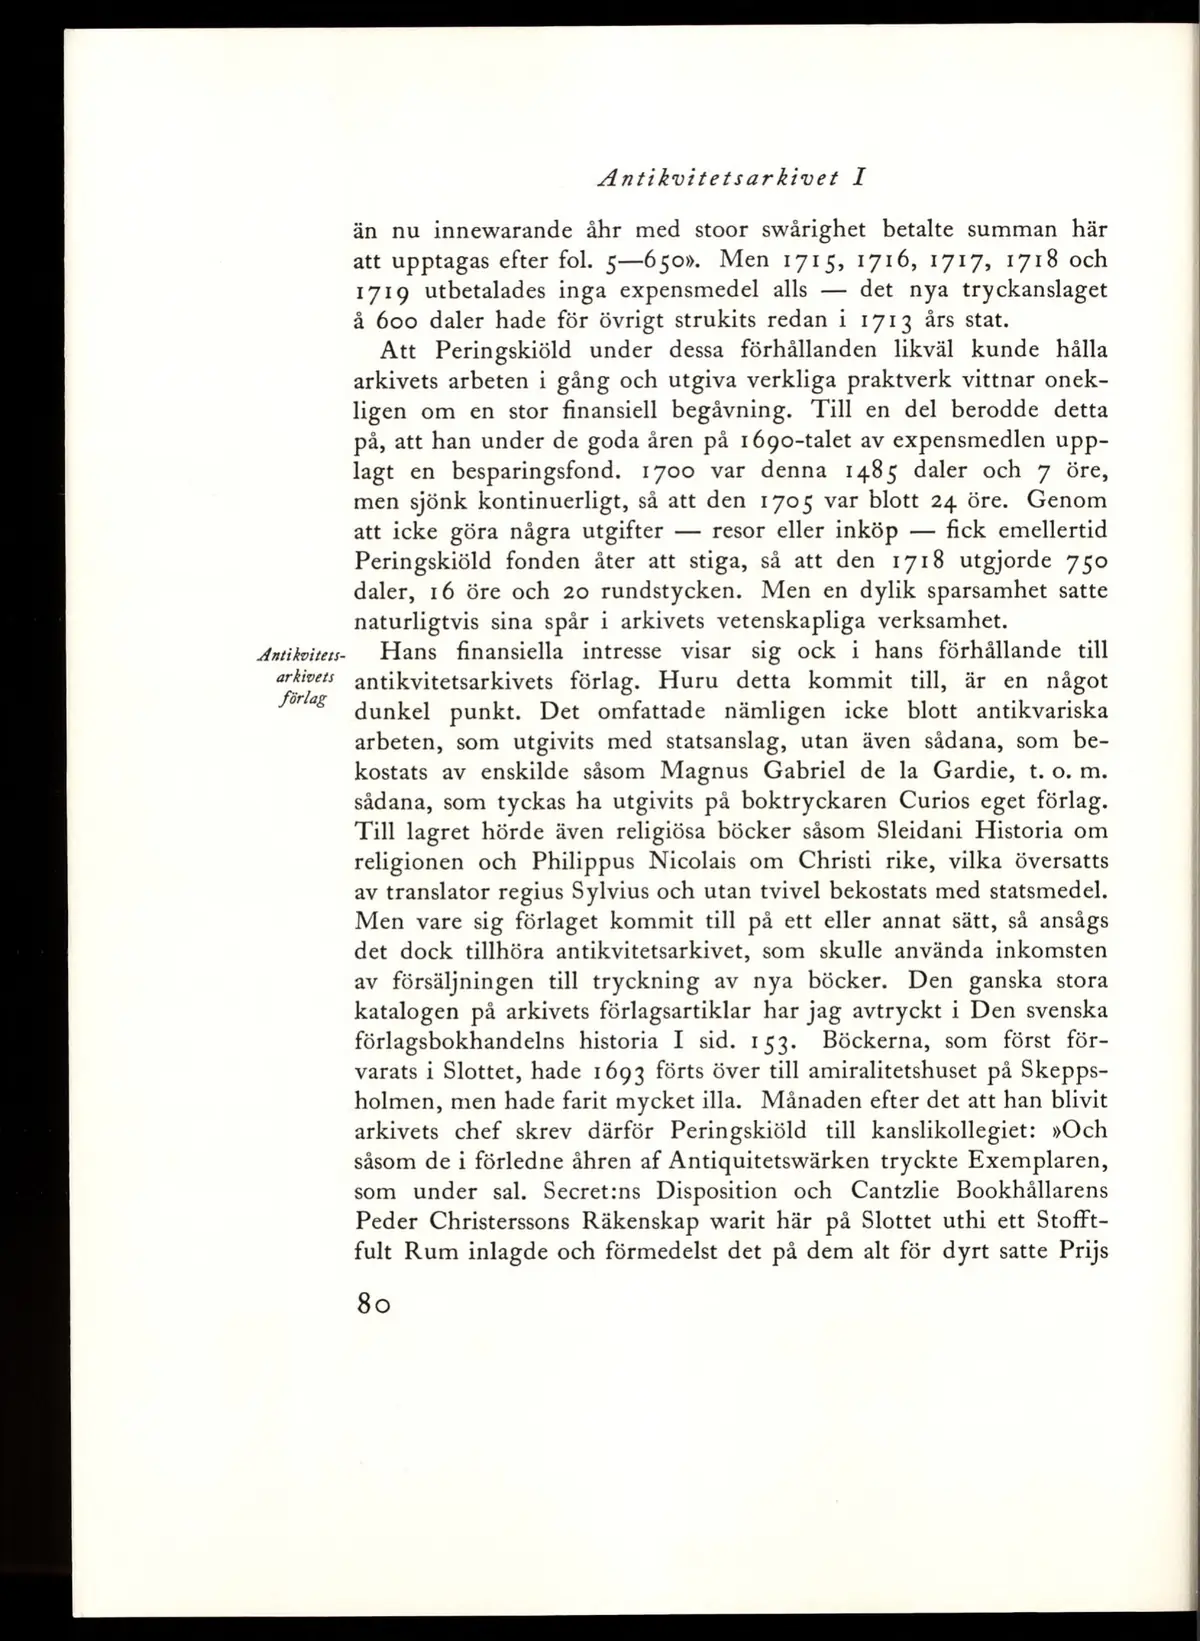 Antikvitetsarkivet I
än nu innewarande åhr med stoor swårighet betalte summan här
att upptagas efter fol. 5—650». Men 1715, 1716, 1717, 1718 och
1719 utbetalades inga expensmedel alls — det nya tryckanslaget
å 600 daler hade för övrigt strukits redan i 1713 års stat.
Att Peringskiöld under dessa förhållanden likväl kunde hålla
arkivets arbeten i gång och utgiva verkliga praktverk vittnar onek-
ligen om en stor finansiell begåvning. Till en del berodde detta
på, att han under de goda åren på 1690-talet av expensmedlen upp-
lagt en besparingsfond. 1700 var denna 1485 daler och 7 öre,
men sjönk kontinuerligt, så att den 1705 var blott 24 öre. Genom
att icke göra några utgifter — resor eller inköp — fick emellertid
Peringskiöld fonden åter att stiga, så att den 1718 utgjorde 750
daler, 16 öre och 20 rundstycken. Men en dylik sparsamhet satte
naturligtvis sina spår i arkivets vetenskapliga verksamhet.
Antikvitets-
arkivets
förlag
Hans finansiella intresse visar sig ock i hans förhållande till
antikvitetsarkivets förlag. Huru detta kommit till, är en något
dunkel punkt. Det omfattade nämligen icke blott antikvariska
arbeten, som utgivits med statsanslag, utan även sådana, som be-
kostats av enskilde såsom Magnus Gabriel de la Gardie, t. o. m.
sådana, som tyckas ha utgivits på boktryckaren Curios eget förlag.
Till lagret hörde även religiösa böcker såsom Sleidani Historia om
religionen och Philippus Nicolais om Christi rike, vilka översatts
av translator regius Sylvius och utan tvivel bekostats med statsmedel.
Men vare sig förlaget kommit till på ett eller annat sätt, så ansågs
det dock tillhöra antikvitetsarkivet, som skulle använda inkomsten
av försäljningen till tryckning av nya böcker. Den ganska stora
katalogen på arkivets förlagsartiklar har jag avtryckt i Den svenska
förlagsbokhandelns historia I sid. 153. Böckerna, som först för-
varats i Slottet, hade 1693 förts över till amiralitetshuset på Skepps-
holmen, men hade farit mycket illa. Månaden efter det att han blivit
arkivets chef skrev därför Peringskiöld till kanslikollegiet: »Och
såsom de i förledne åhren af Antiquitetswärken tryckte Exemplaren,
som under sal. Secret:ns Disposition och Cantzlie Bookhållarens
Peder Christerssons Räkenskap warit här på Slottet uthi ett Stofft-
fult Rum inlagde och förmedelst det på dem alt för dyrt satte Prijs
80